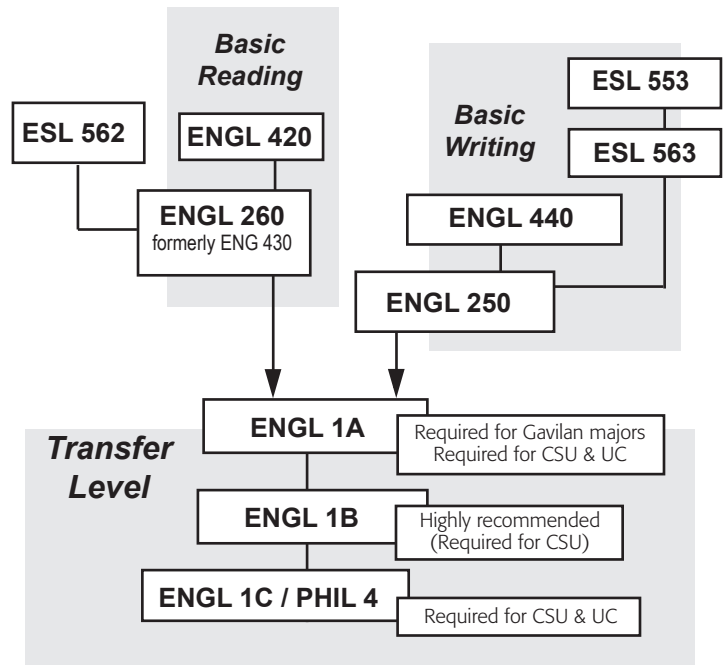 Basic
Reading
ESL 562
ENGL 420
ENGL 260
formerly ENG 430
Basic
Writing
ESL 553
ESL 563
ENGL 440
ENGL 250
Transfer
Level
ENGL 1A
Required for Gavilan majors
Required for CSU & UC
ENGL 1B
Highly recommended
(Required for CSU)
ENGL 1C / PHIL 4
Required for CSU & UC